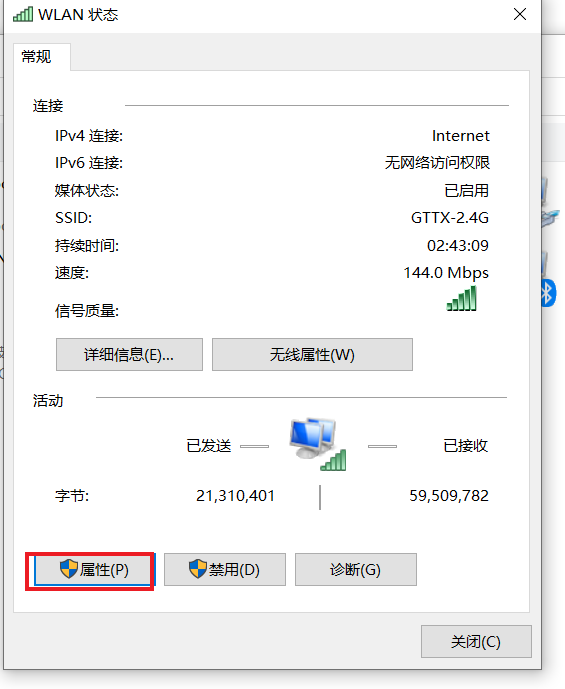 WLAN 状态
常规
连接
IPv4 连接: Internet
IPv6 连接: 无网络访问权限
媒体状态: 已启用
SSID: GTTX-2.4G
持续时间: 02:43:09
速度: 144.0 Mbps
信号质量:
详细信息(E)... 无线属性(W)
活动
已发送 已接收
字节: 21,310,401 59,509,782
属性(P) 禁用(D) 诊断(G)
关闭(C)